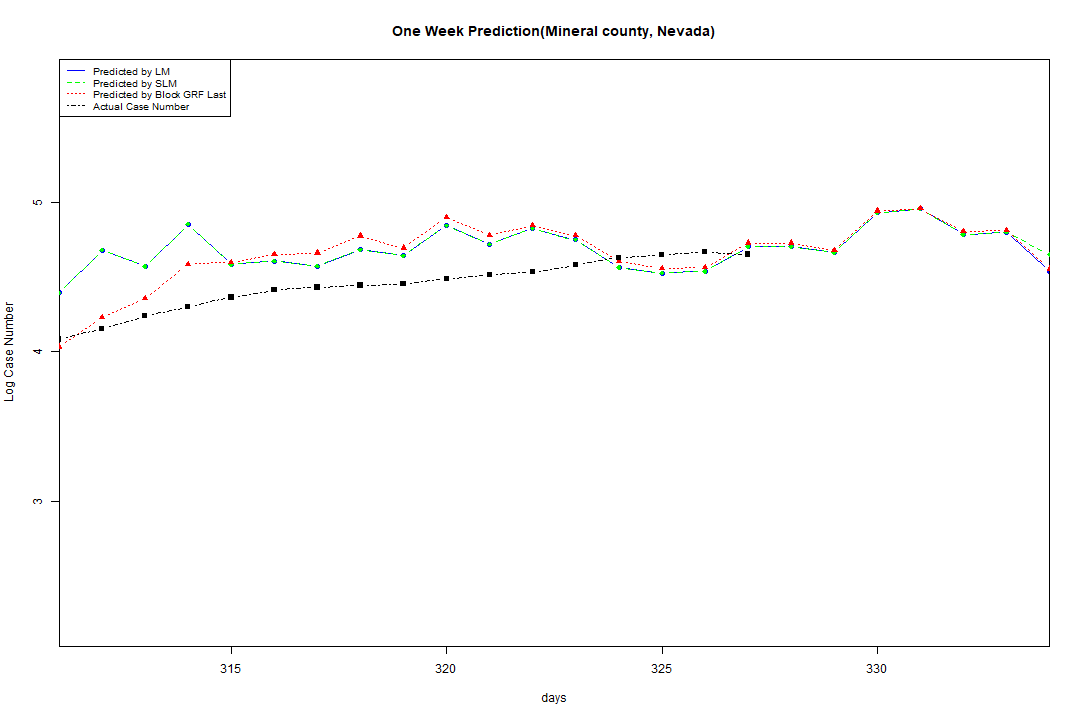 One Week Prediction(Mineral county, Nevada)
Predicted by LM
Predicted by SLM
Predicted by Block GRF Last
Actual Case Number
5
4
3
Log Case Number
315 320 325 330
days